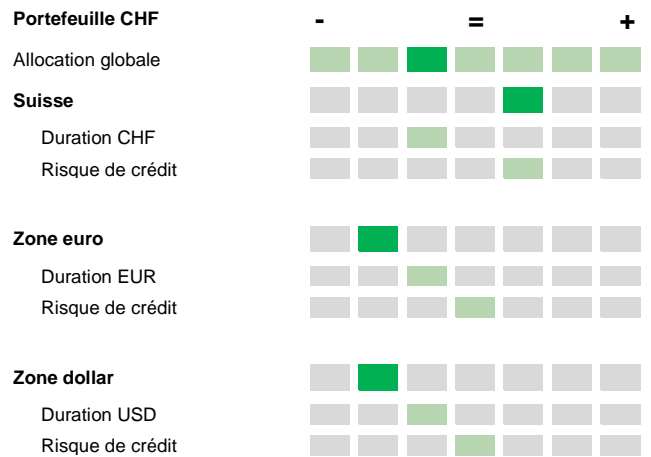 Portefeuille CHF - = +
Allocation globale
Suisse
Duration CHF
Risque de crédit
Zone euro
Duration EUR
Risque de crédit
Zone dollar
Duration USD
Risque de crédit